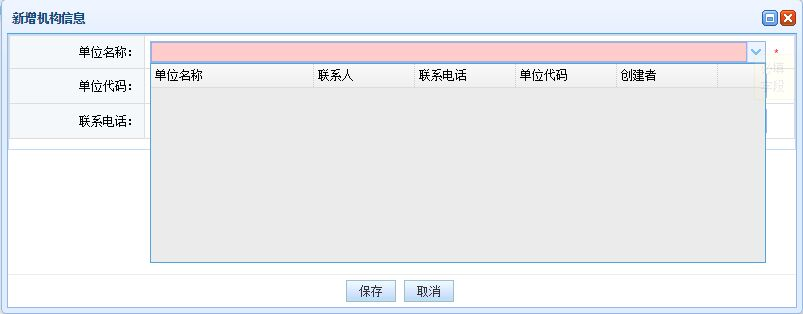 新增机构信息
单位名称： *
单位名称 联系人 联系电话 单位代码 创建者
单位代码：
联系电话：
保存 取消